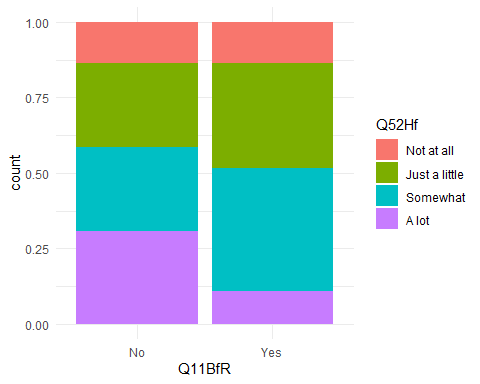 1.00
0.75
0.50
0.25
0.00
count
No Yes
Q11BfR
Q52Hf
Not at all
Just a little
Somewhat
A lot